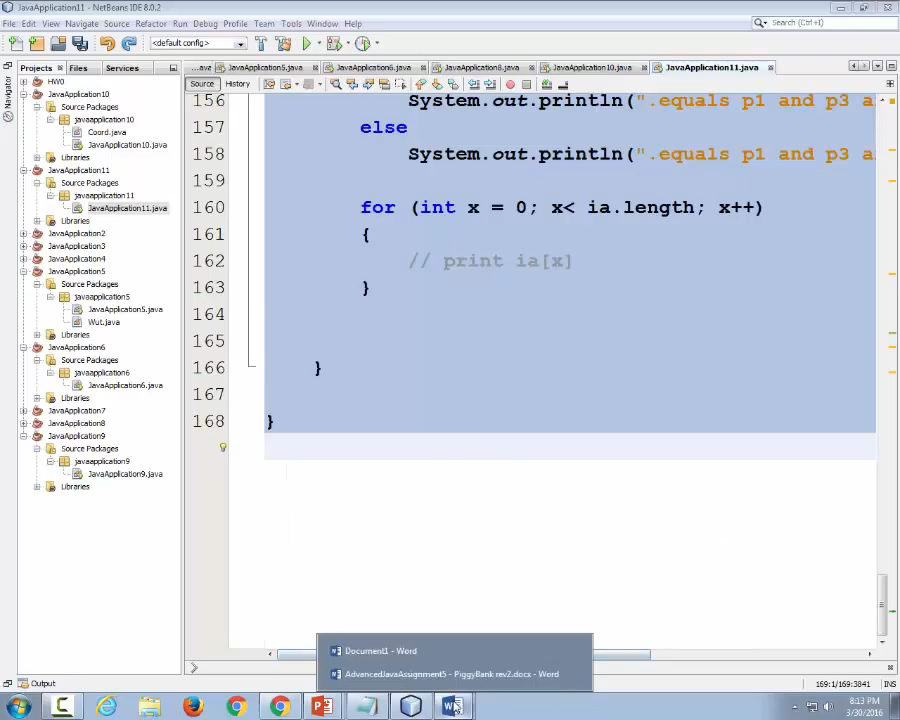 JavaApplication11 - NetBeans IDE 8.0.2
File Edit View Navigate Source Refactor Run Debug Profile Team Tools Window Help
<default config>
Search (Ctrl+I)
Projects Files Services
...ava JavaApplication5.java JavaApplication6.java JavaApplication8.java JavaApplication10.java JavaApplication11.java
Source History
Navigator
HW0
JavaApplication10
Source Packages
javaapplication10
Coord.java
JavaApplication10.java
Libraries
JavaApplication11
Source Packages
javaapplication11
JavaApplication11.java
Libraries
JavaApplication2
JavaApplication3
JavaApplication4
JavaApplication5
Source Packages
javaapplication5
JavaApplication5.java
Wut.java
Libraries
JavaApplication6
Source Packages
javaapplication6
JavaApplication6.java
Libraries
JavaApplication7
JavaApplication8
JavaApplication9
Source Packages
javaapplication9
JavaApplication9.java
Libraries
156 System.out.println(".equals p1 and p3 a
157 else
158 System.out.println(".equals p1 and p3 a
159
160 for (int x = 0; x< ia.length; x++)
161 {
162 // print ia[x]
163 }
164
165
166 }
167
168 }
Document1 - Word
AdvancedJavaAssignment5 - PiggyBank rev2.docx - Word
Output
169:1/169:3841
INS
8:13 PM
3/30/2016